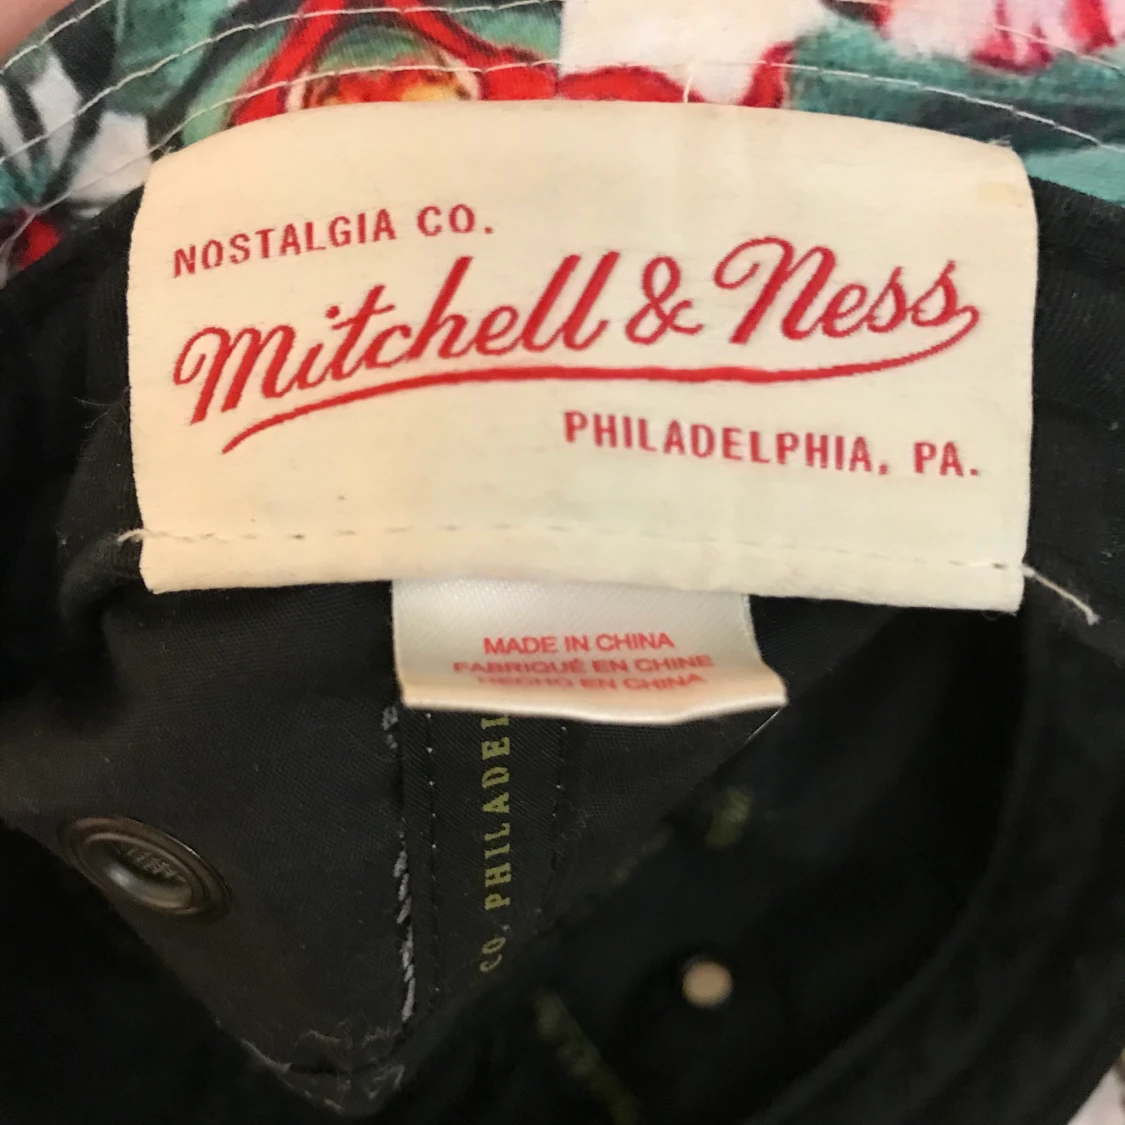 NOSTALGIA CO.
Mitchell & Ness
PHILADELPHIA, PA.
MADE IN CHINA
FABRIQUÉ EN CHINE
HECHO EN CHINA
CO. PHILADEL